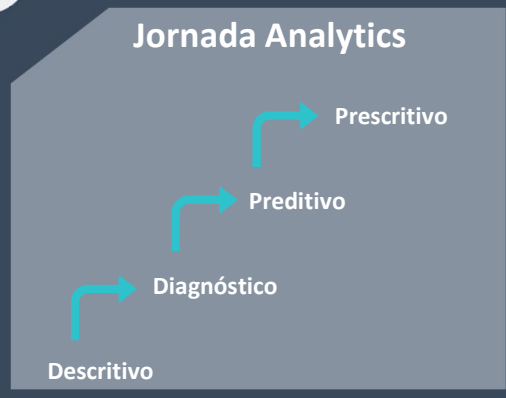 Jornada Analytics
Prescritivo
Preditivo
Diagnóstico
Descritivo